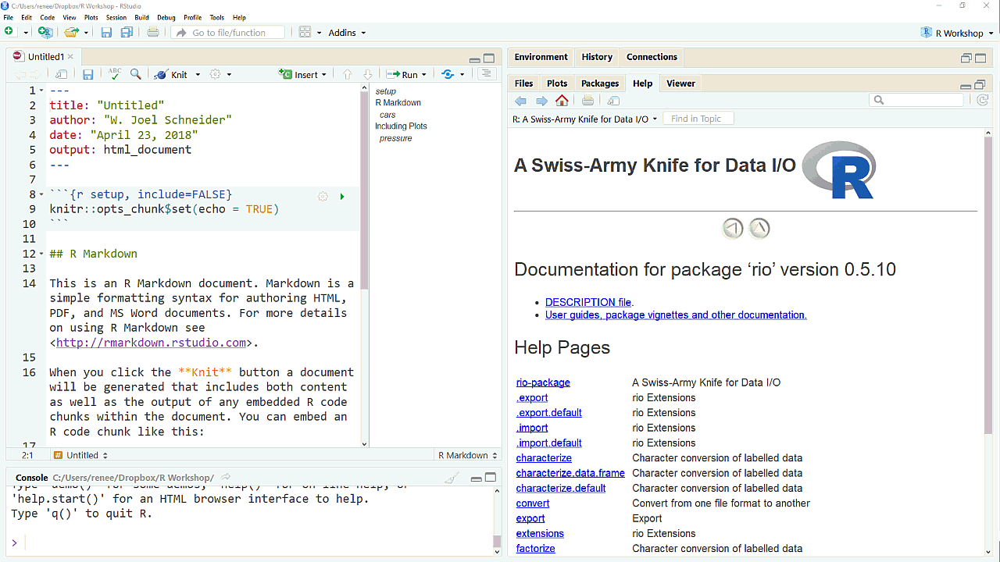 C:/Users/renee/Dropbox/R Workshop - RStudio
File Edit Code View Plots Session Build Debug Profile Tools Help
Go to file/function
Addins
R Workshop
Untitled1
ABC
Knit
Insert
Run
1 ---
2 title: "Untitled"
3 author: "W. Joel Schneider"
4 date: "April 23, 2018"
5 output: html_document
6 ---
7
8 ```{r setup, include=FALSE}
9 knitr::opts_chunk$set(echo = TRUE)
10 ```
11
12 ## R Markdown
13
14 This is an R Markdown document. Markdown is a
simple formatting syntax for authoring HTML,
PDF, and MS Word documents. For more details
on using R Markdown see
<http://rmarkdown.rstudio.com>.
15
16 When you click the **Knit** button a document
will be generated that includes both content
as well as the output of any embedded R code
chunks within the document. You can embed an
R code chunk like this:
17
setup
R Markdown
cars
Including Plots
pressure
2:1 # Untitled R Markdown
Console C:/Users/renee/Dropbox/R Workshop/
Type 'demo()' for some demos, 'help()' for on-line help, or
'help.start()' for an HTML browser interface to help.
Type 'q()' to quit R.
>
Environment History Connections
Files Plots Packages Help Viewer
R: A Swiss-Army Knife for Data I/O Find in Topic
A Swiss-Army Knife for Data I/O R
Documentation for package ‘rio’ version 0.5.10
• DESCRIPTION file.
• User guides, package vignettes and other documentation.
Help Pages
rio-package A Swiss-Army Knife for Data I/O
.export rio Extensions
.export.default rio Extensions
.import rio Extensions
.import.default rio Extensions
characterize Character conversion of labelled data
characterize.data.frame Character conversion of labelled data
characterize.default Character conversion of labelled data
convert Convert from one file format to another
export Export
extensions rio Extensions
factorize Character conversion of labelled data